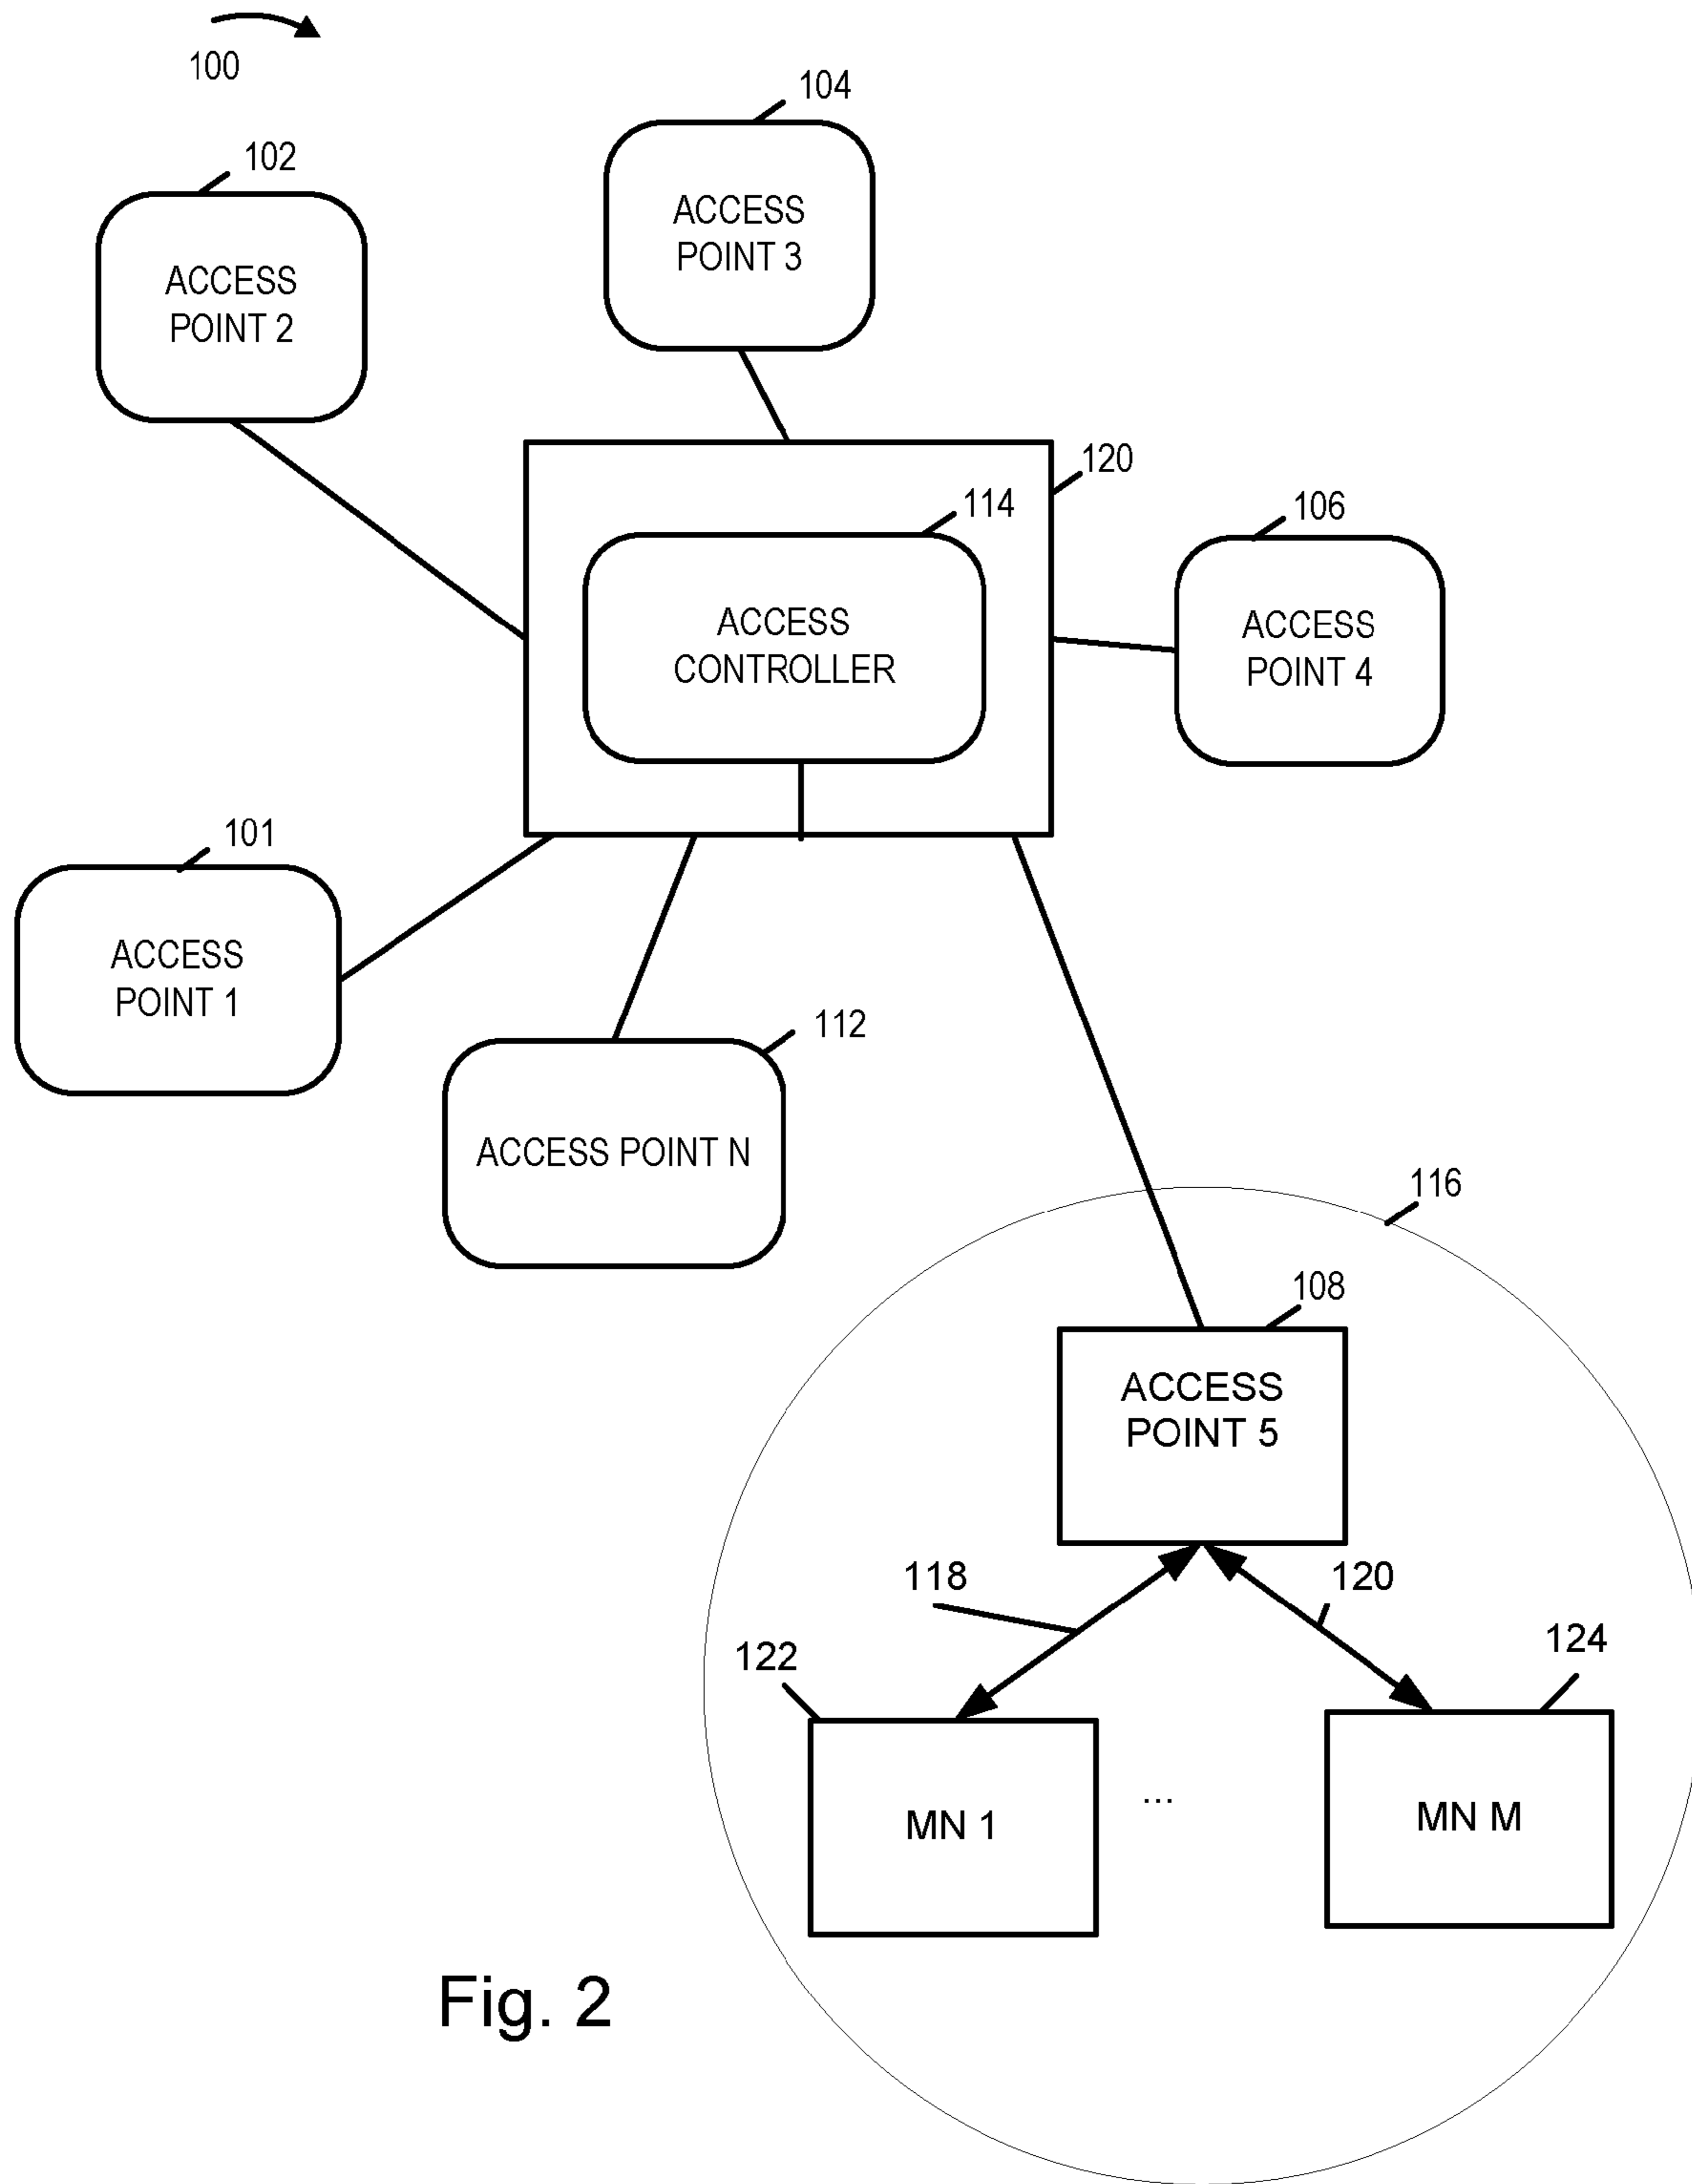 100
104
102
ACCESS
POINT 3
ACCESS
POINT 2
120
114
106
ACCESS
CONTROLLER
ACCESS
POINT 4
101
ACCESS
POINT 1
112
ACCESS POINT N
116
108
ACCESS
POINT 5
118
120
122
124
MN 1
...
MN M
Fig. 2